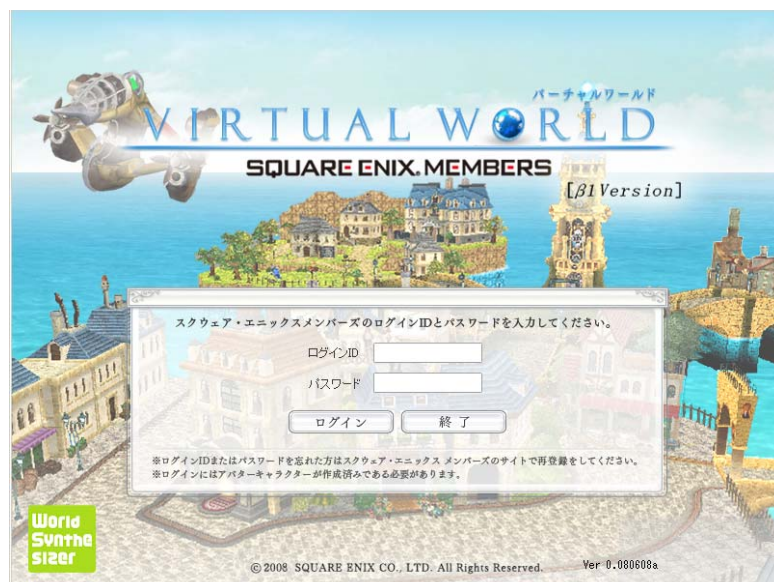 バーチャルワールド
VIRTUAL WORLD
SQUARE ENIX. MEMBERS
[β1Version]
スクウェア・エニックスメンバーズのログインIDとパスワードを入力してください。
ログインID
パスワード
ログイン 終了
※ログインIDまたはパスワードを忘れた方はスクウェア・エニックス メンバーズのサイトで再登録をしてください。
※ログインにはアバターキャラクターが作成済みである必要があります。
World
Synthe
sizer
© 2008 SQUARE ENIX CO., LTD. All Rights Reserved. Ver 0.080608a